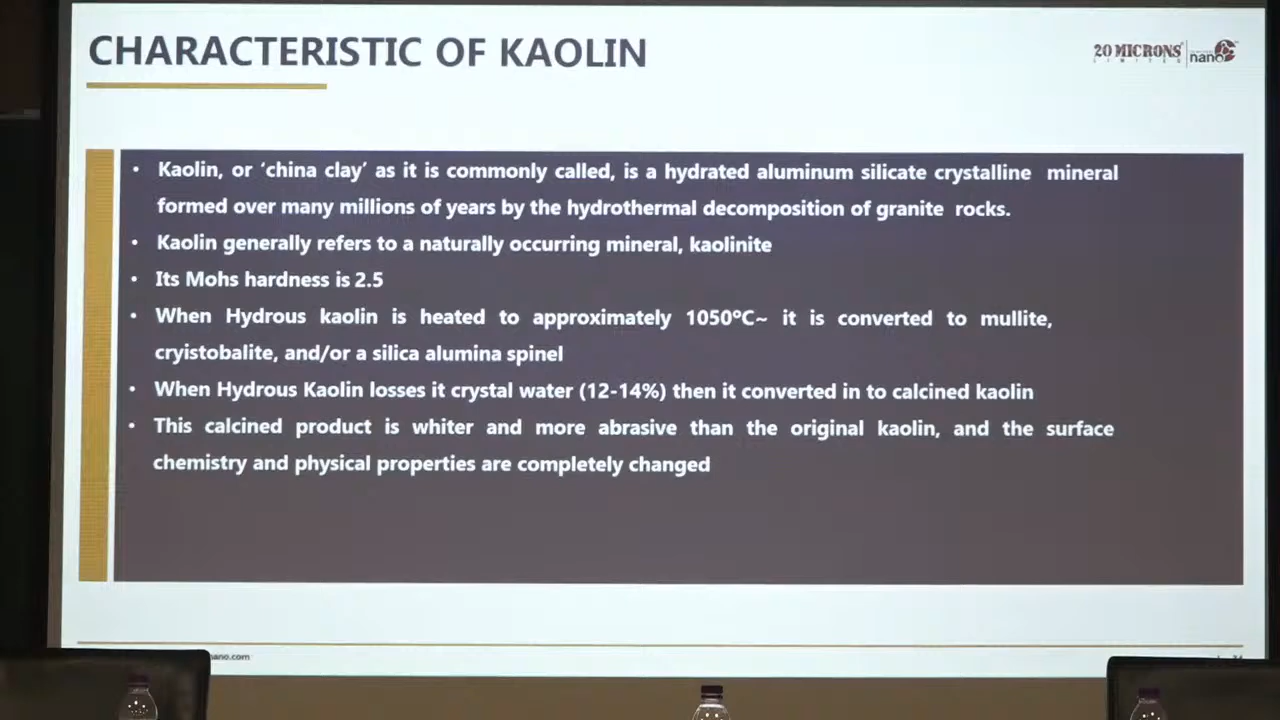 CHARACTERISTIC OF KAOLIN
20 MICRONS
LIMITED
nano
• Kaolin, or ‘china clay’ as it is commonly called, is a hydrated aluminum silicate crystalline mineral
formed over many millions of years by the hydrothermal decomposition of granite rocks.
• Kaolin generally refers to a naturally occurring mineral, kaolinite
• Its Mohs hardness is 2.5
• When Hydrous kaolin is heated to approximately 1050°C~ it is converted to mullite,
cryistobalite, and/or a silica alumina spinel
• When Hydrous Kaolin losses it crystal water (12-14%) then it converted in to calcined kaolin
• This calcined product is whiter and more abrasive than the original kaolin, and the surface
chemistry and physical properties are completely changed
nano.com